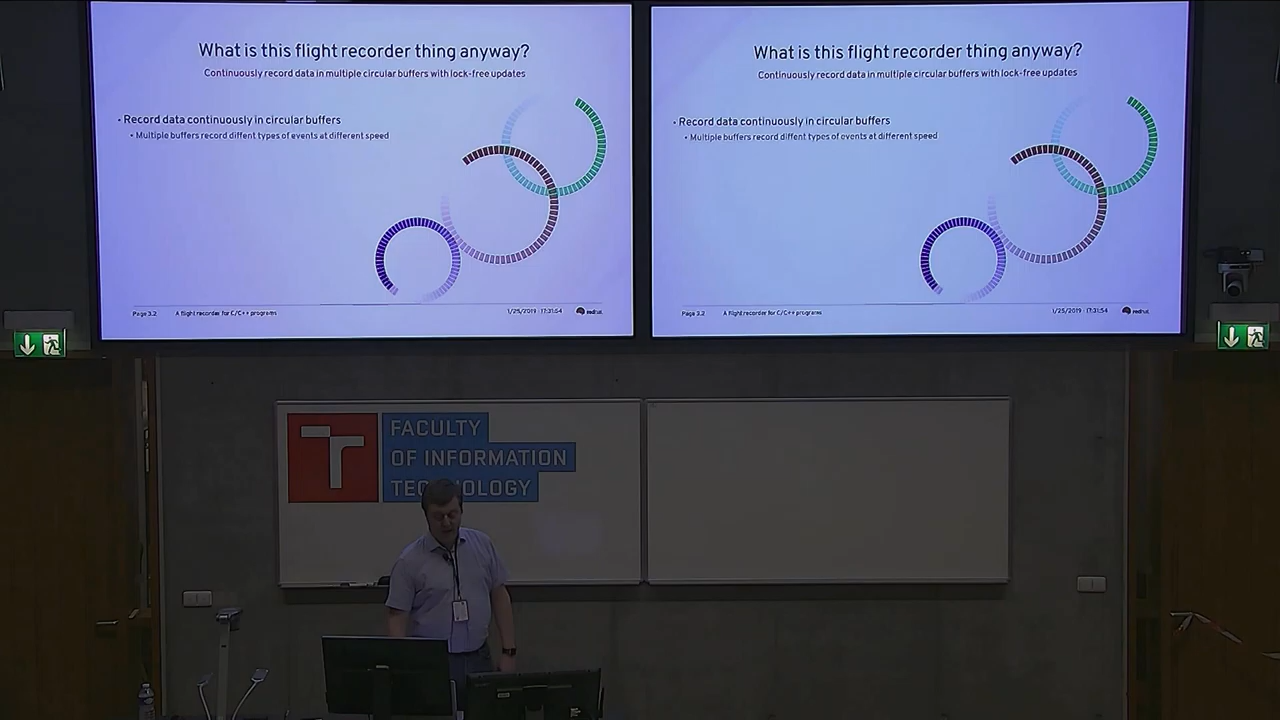 What is this flight recorder thing anyway?
Continuously record data in multiple circular buffers with lock-free updates
• Record data continuously in circular buffers
• Multiple buffers record diffent types of events at different speed
Page 3.2 A flight recorder for C/C++ programs 1/25/2019 - 17:31:54 redhat
What is this flight recorder thing anyway?
Continuously record data in multiple circular buffers with lock-free updates
• Record data continuously in circular buffers
• Multiple buffers record diffent types of events at different speed
Page 3.2 A flight recorder for C/C++ programs 1/25/2019 - 17:31:54 redhat
FACULTY
OF INFORMATION
TECHNOLOGY